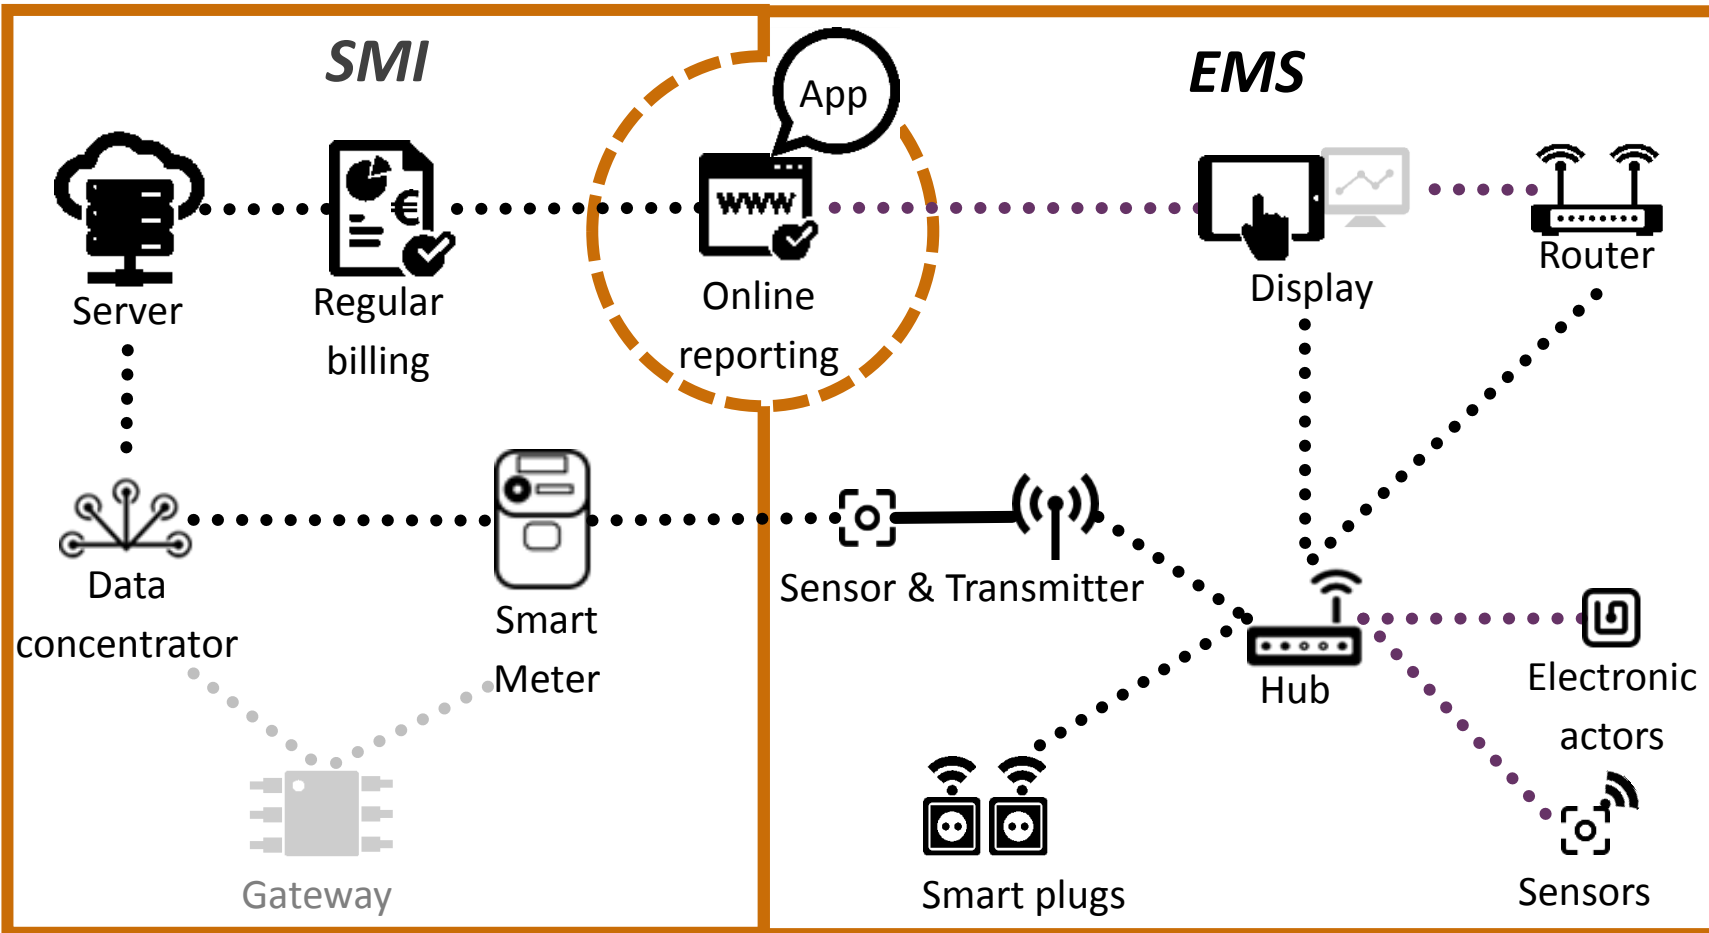 SMI
EMS
App
www
€
Server
Regular
billing
Online
reporting
Display
Router
Data
concentrator
Smart
Meter
Sensor & Transmitter
Hub
Electronic
actors
Gateway
Smart plugs
Sensors